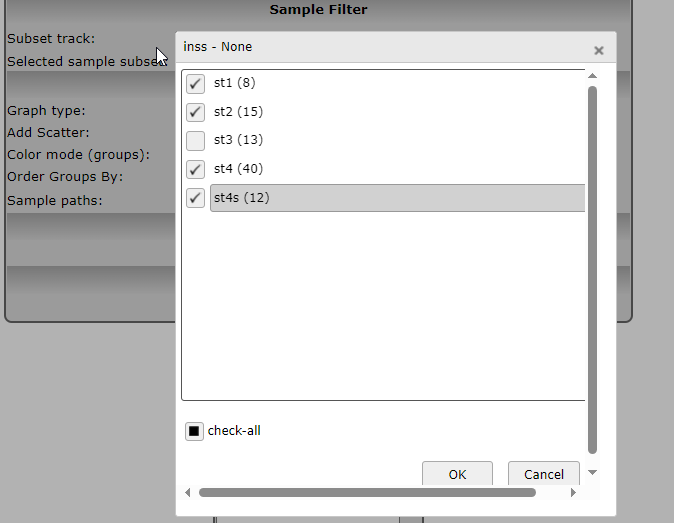 Sample Filter
Subset track:
Selected sample subset:
Graph type:
Add Scatter:
Color mode (groups):
Order Groups By:
Sample paths:
inss - None
st1 (8)
st2 (15)
st3 (13)
st4 (40)
st4s (12)
check-all
OK
Cancel